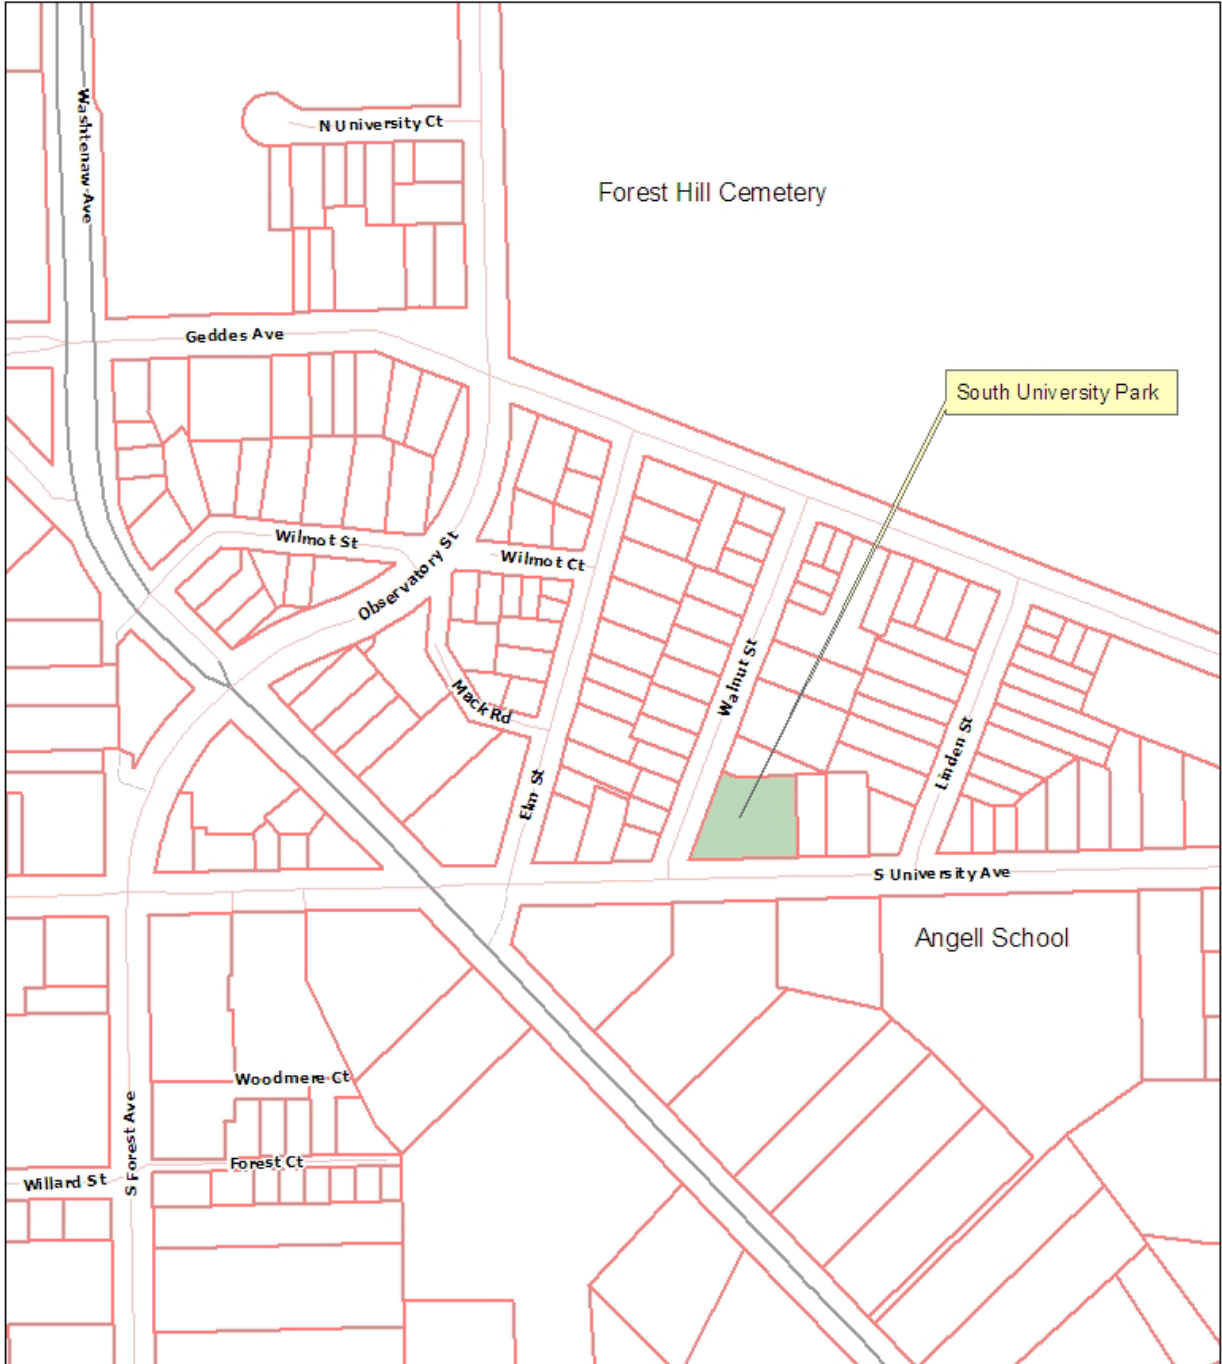 Washtenaw Ave
N University Ct
Forest Hill Cemetery
Geddes Ave
South University Park
Wilmot St
Observatory St
Wilmot Ct
Walnut St
Mack Rd
Linden St
Elm St
S University Ave
Angell School
Woodmere Ct
S Forest Ave
Forest Ct
Willard St